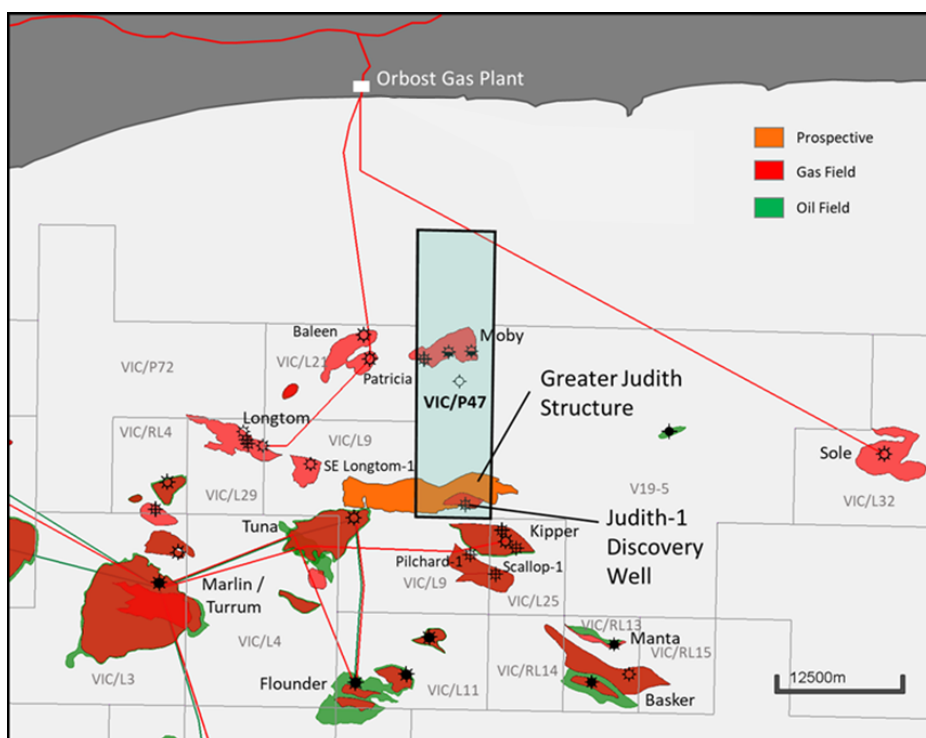 Orbost Gas Plant
Prospective
Gas Field
Oil Field
Baleen
Moby
VIC/P72
VIC/L21
Patricia
VIC/P47
Greater Judith
Structure
Longtom
VIC/RL4
VIC/L9
SE Longtom-1
Sole
VIC/L29
V19-5
VIC/L32
Tuna
Judith-1
Discovery
Well
Kipper
Pilchard-1
Scallop-1
VIC/L9
VIC/L25
Marlin /
Turrum
VIC/RL13
Manta
VIC/L4
VIC/RL15
VIC/L3
VIC/RL14
Flounder
VIC/L11
Basker
12500m